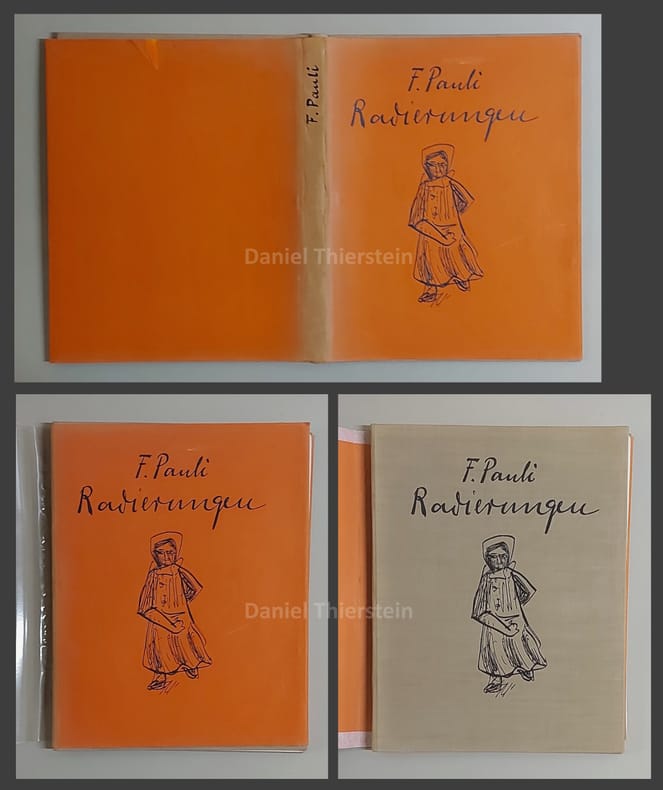 F. Pauli
F. Pauli
Radierungen
Daniel Thierstein
F. Pauli
Radierungen
F. Pauli
Radierungen
Daniel Thierstein